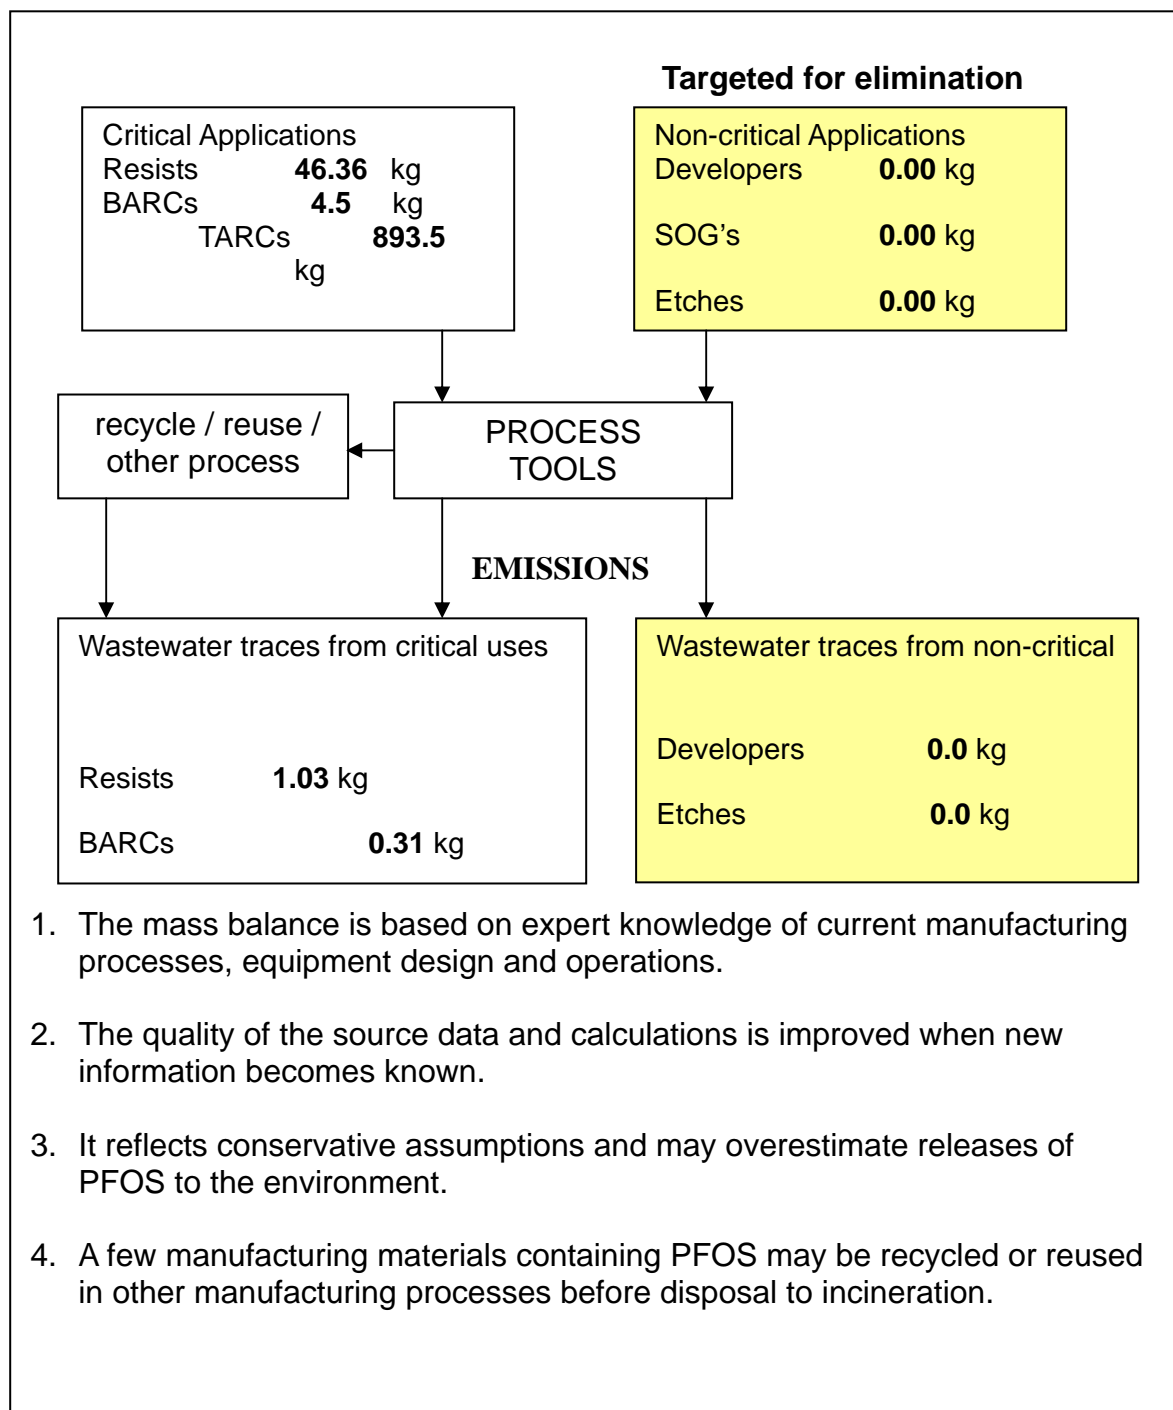 Targeted for elimination
Critical Applications
Resists 46.36 kg
BARCs 4.5 kg
TARCs 893.5
kg
Non-critical Applications
Developers 0.00 kg
SOG's 0.00 kg
Etches 0.00 kg
recycle / reuse /
other process
PROCESS
TOOLS
EMISSIONS
Wastewater traces from critical uses
Resists 1.03 kg
BARCs 0.31 kg
Wastewater traces from non-critical
Developers 0.0 kg
Etches 0.0 kg
1. The mass balance is based on expert knowledge of current manufacturing
processes, equipment design and operations.
2. The quality of the source data and calculations is improved when new
information becomes known.
3. It reflects conservative assumptions and may overestimate releases of
PFOS to the environment.
4. A few manufacturing materials containing PFOS may be recycled or reused
in other manufacturing processes before disposal to incineration.